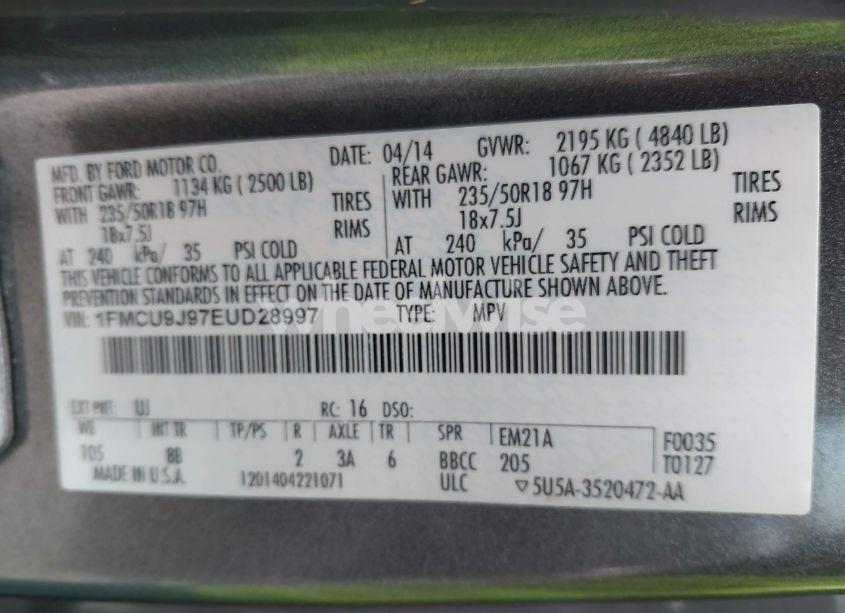 MFD. BY FORD MOTOR CO. DATE: 04/14 GVWR: 2195 KG ( 4840 LB)
FRONT GAWR: 1134 KG ( 2500 LB) REAR GAWR: 1067 KG ( 2352 LB)
WITH 235/50R18 97H TIRES WITH 235/50R18 97H TIRES
18x7.5J RIMS 18x7.5J RIMS
AT 240 kPa/ 35 PSI COLD AT 240 kPa/ 35 PSI COLD
THIS VEHICLE CONFORMS TO ALL APPLICABLE FEDERAL MOTOR VEHICLE SAFETY AND THEFT
PREVENTION STANDARDS IN EFFECT ON THE DATE OF MANUFACTURE SHOWN ABOVE.
VIN: 1FMCU9J97EUD28997 TYPE: MPV
wheelwise
EXT PNT: UJ RC: 16 DSO:
WB INT TR TP/PS R AXLE TR SPR EM21A F0035
105 BB 2 3A 6 BBCC 205 T0127
MADE IN U.S.A. 1201404221071 ULC ▽5U5A-3520472-AA